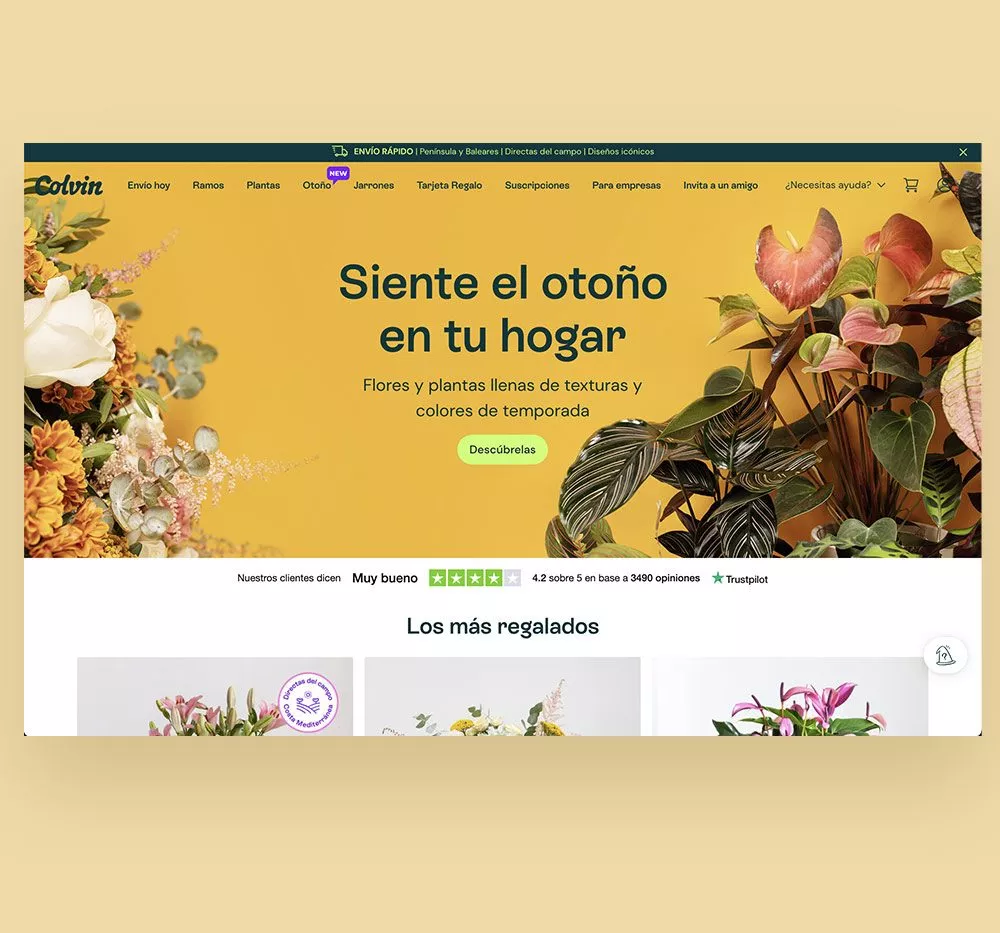 ENVÍO RÁPIDO | Península y Baleares | Directas del campo | Diseños icónicos
Colvin
Envío hoy
Ramos
Plantas
Otoño
NEW
Jarrones
Tarjeta Regalo
Suscripciones
Para empresas
Invita a un amigo
¿Necesitas ayuda?
Siente el otoño
en tu hogar
Flores y plantas llenas de texturas y
colores de temporada
Descúbrelas
Nuestros clientes dicen Muy bueno 4.2 sobre 5 en base a 3490 opiniones Trustpilot
Los más regalados
Directas del campo
Costa Mediterránea
?